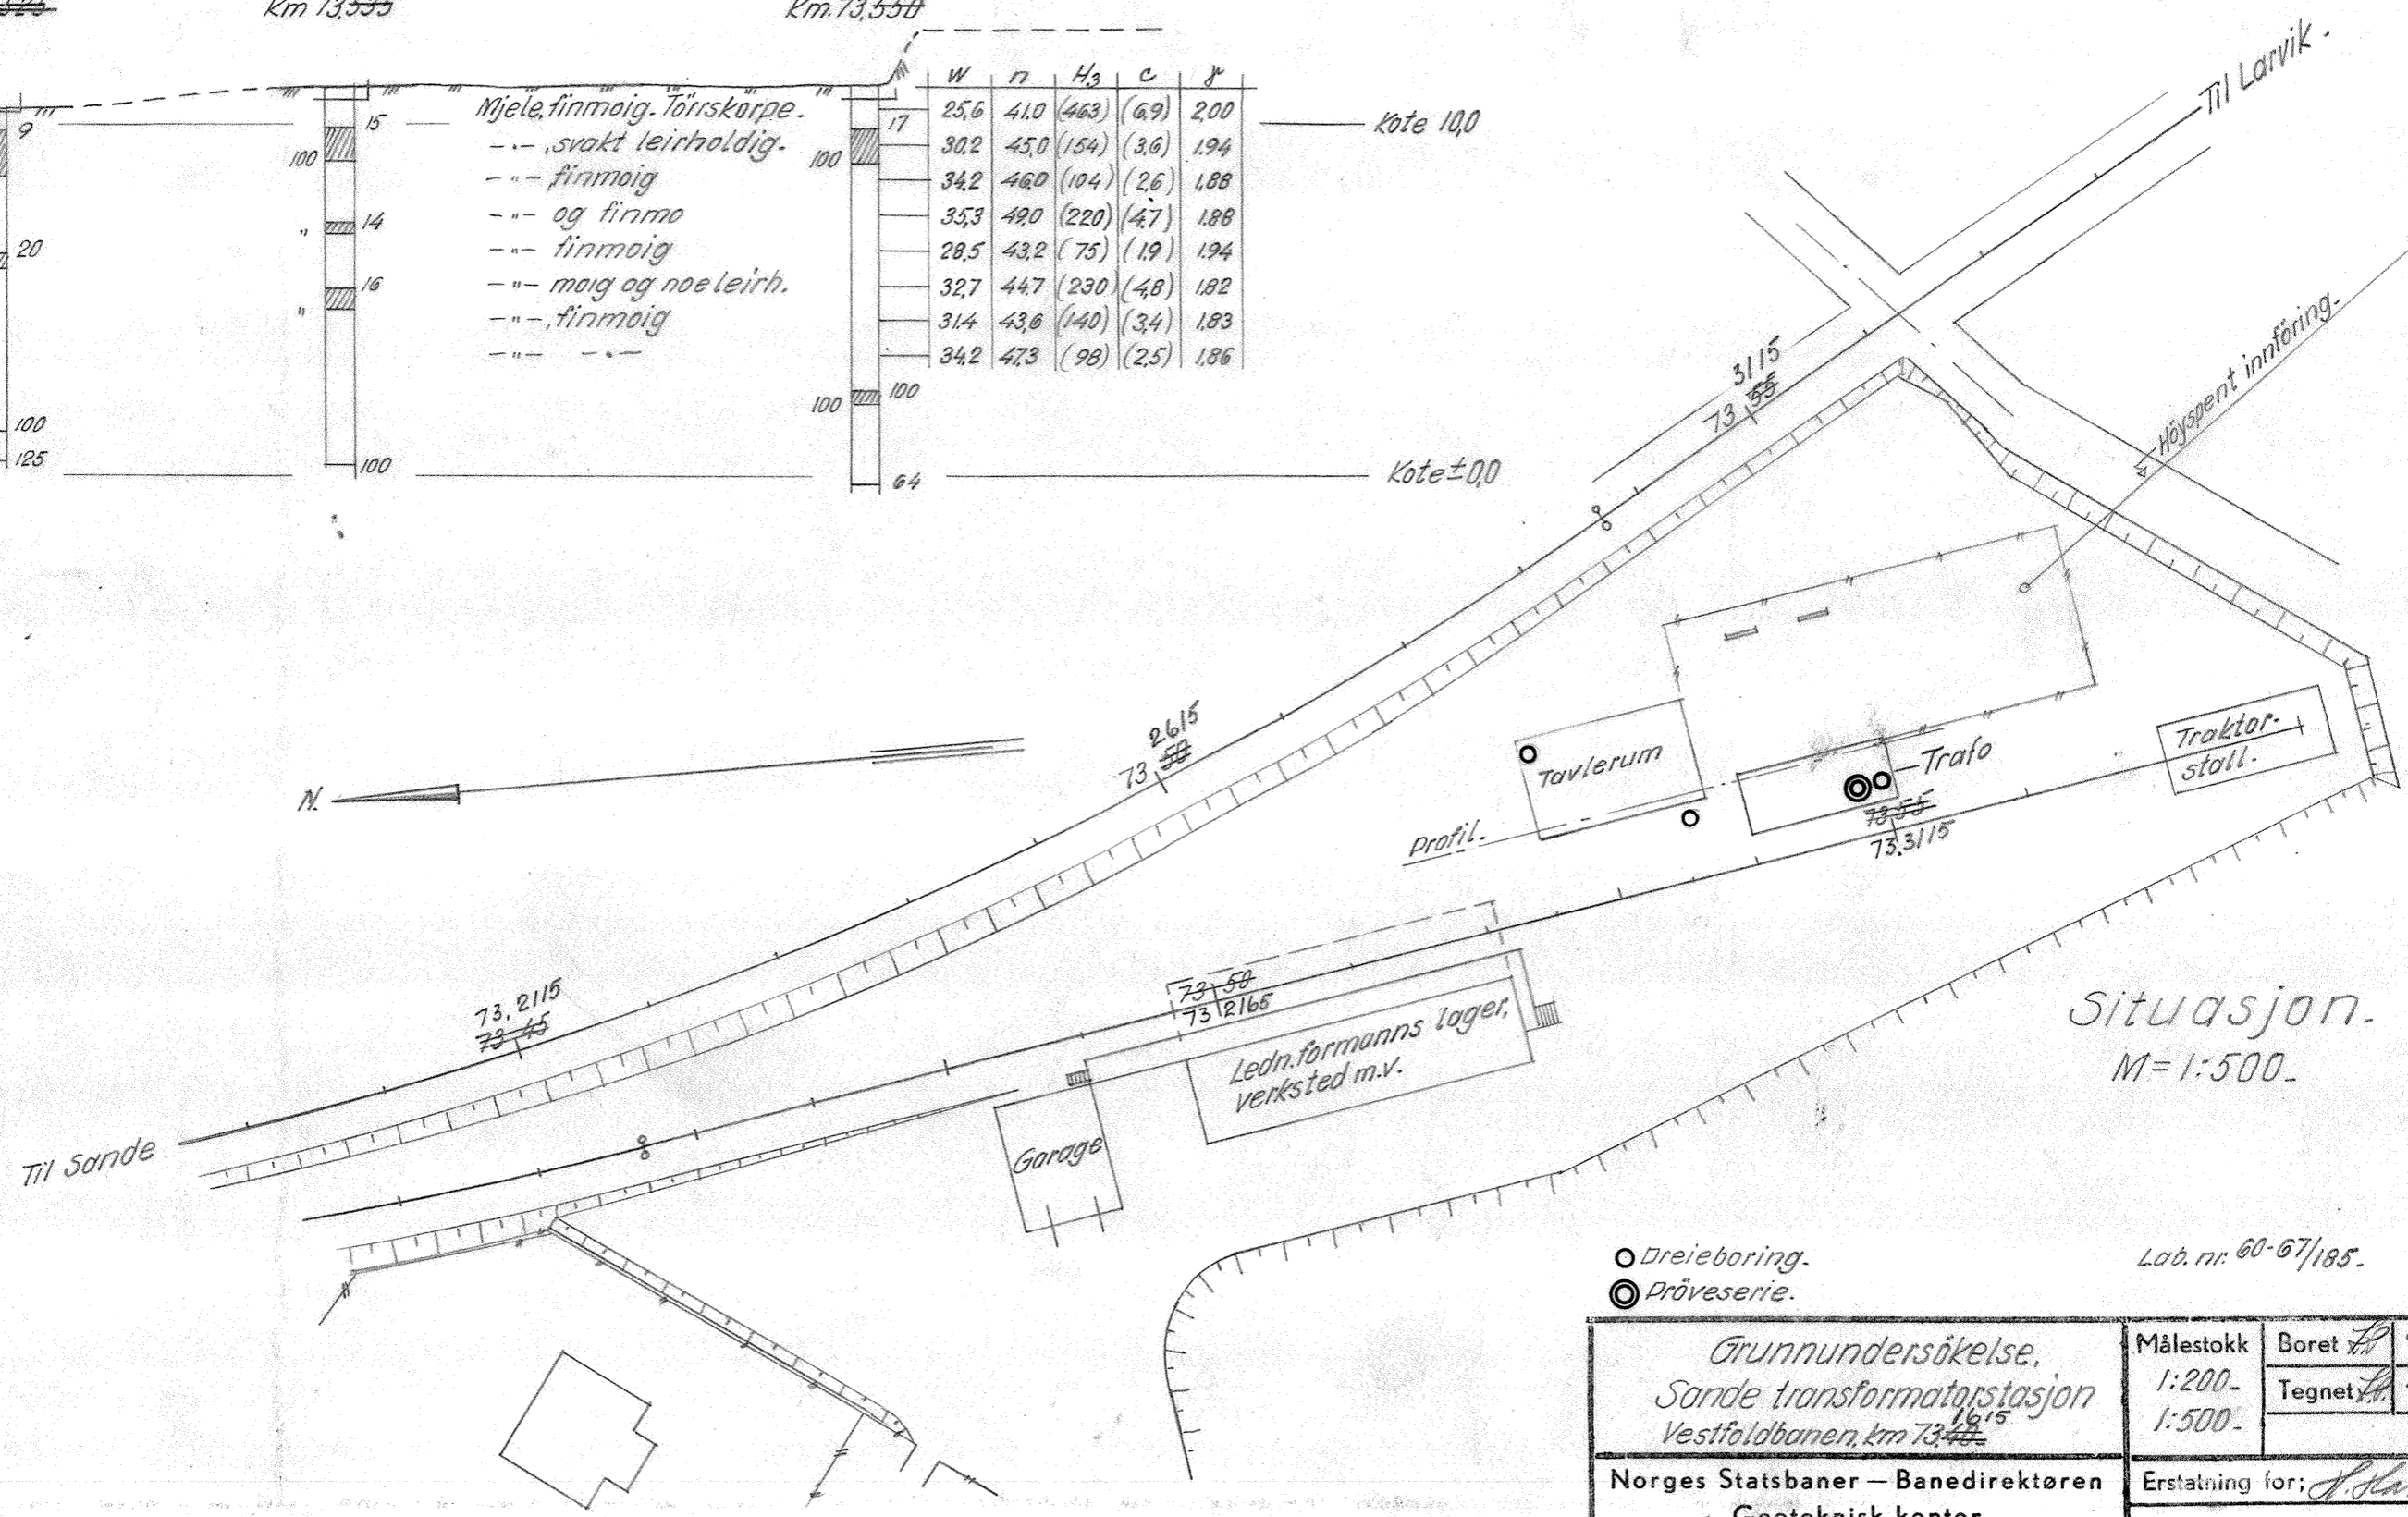 Km 73,535
Km. 73,550
W n H3 c γ
Mjele, finmoig. Törrskorpe.
25,6 41.0 (463) (6,9) 2,00
Kote 10,0
-"-, svakt leirholdig.
30.2 45,0 (154) (3,6) 1.94
-"-, finmoig
34.2 46.0 (104) (2,6) 1,88
-"- og finmo
35,3 49,0 (220) (4.7) 1.88
-"- finmoig
28.5 43,2 (75) (1.9) 1.94
-"- moig og noe leirh.
32,7 44.7 (230) (4,8) 1.82
-"-, finmoig
31.4 43,6 (140) (3,4) 1,83
-"- -"-
34.2 47.3 (98) (2,5) 1,86
9
20
100
125
15
100
14
"
16
"
100
17
100
100 100
64
Kote ±0,0
Til Larvik.
Höyspent innföring.
3115
73 55
2615
73 50
N.
Tavlerum
Trafo
Traktor-
stall.
Profil.
73 55
73.3115
73.2115
73 45
73 50
73 2165
Ledn.formanns lager,
verksted m.v.
Garage
Til Sande
Situasjon.
M=1:500-
Dreieboring.
Pröveserie.
Lab. nr. 60-67/185.
Grunnundersökelse.
Sande transformatorstasjon
1615
Vestfoldbanen, km 73.40
Målestokk
1:200-
1:500-
Boret
Tegnet
Norges Statsbaner — Banedirektøren
Geoteknisk kontor
Erstatning for;